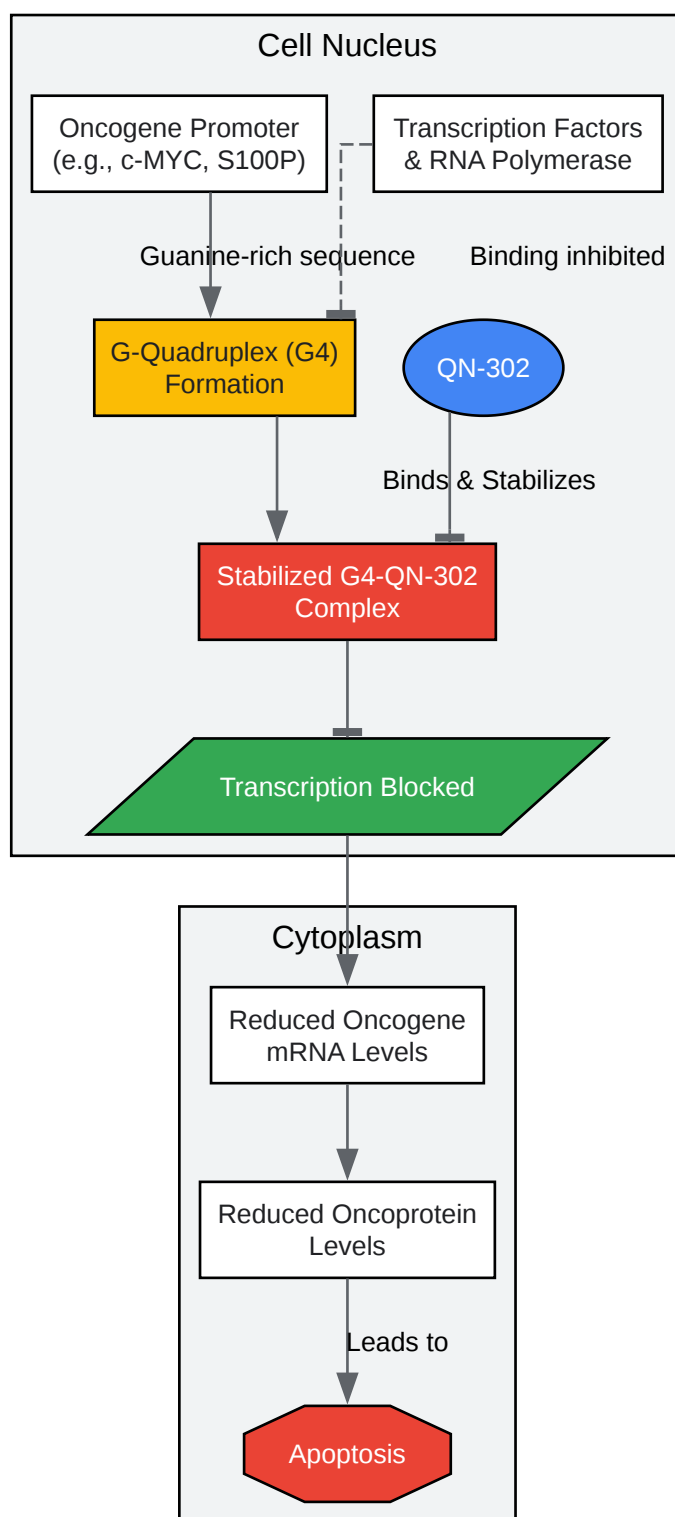 Cell Nucleus
Oncogene Promoter
(e.g., c-MYC, S100P)
Transcription Factors
& RNA Polymerase
Guanine-rich sequence
Binding inhibited
G-Quadruplex (G4)
Formation
QN-302
Binds & Stabilizes
Stabilized G4-QN-302
Complex
Transcription Blocked
Cytoplasm
Reduced Oncogene
mRNA Levels
Reduced Oncoprotein
Levels
Leads to
Apoptosis